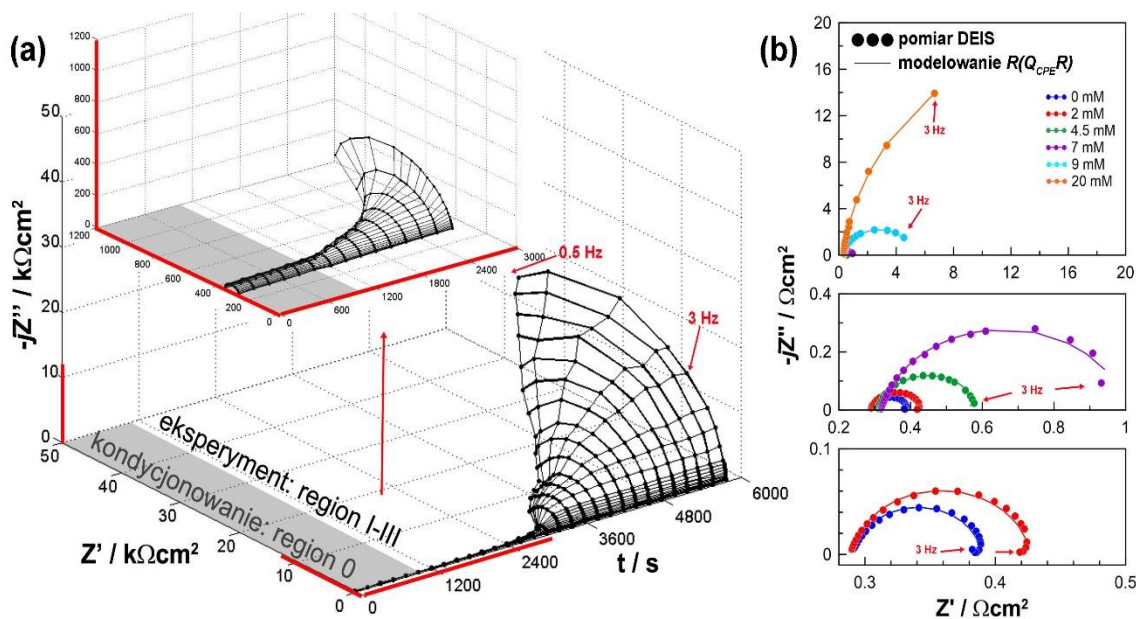 (a)
-jZ'' / kΩcm²
50
40
30
20
10
0
1200
1000
800
600
400
200
0
1200
1000
800
600
400
200
0
0
600
1200
1800
2400
3000
0.5 Hz
3 Hz
eksperyment: region I-III
kondycjonowanie: region 0
50
40
30
20
10
0
Z' / kΩcm²
0
1200
2400
3600
4800
6000
t / s
(b)
-jZ'' / Ωcm²
20
16
12
8
4
0
pomiar DEIS
modelowanie R(Q_CPE R)
0 mM
2 mM
4.5 mM
7 mM
9 mM
20 mM
3 Hz
3 Hz
0
4
8
12
16
20
0.4
0.2
0
3 Hz
0.2
0.4
0.6
0.8
1
0.1
0
3 Hz
0.3
0.4
0.5
Z' / Ωcm²